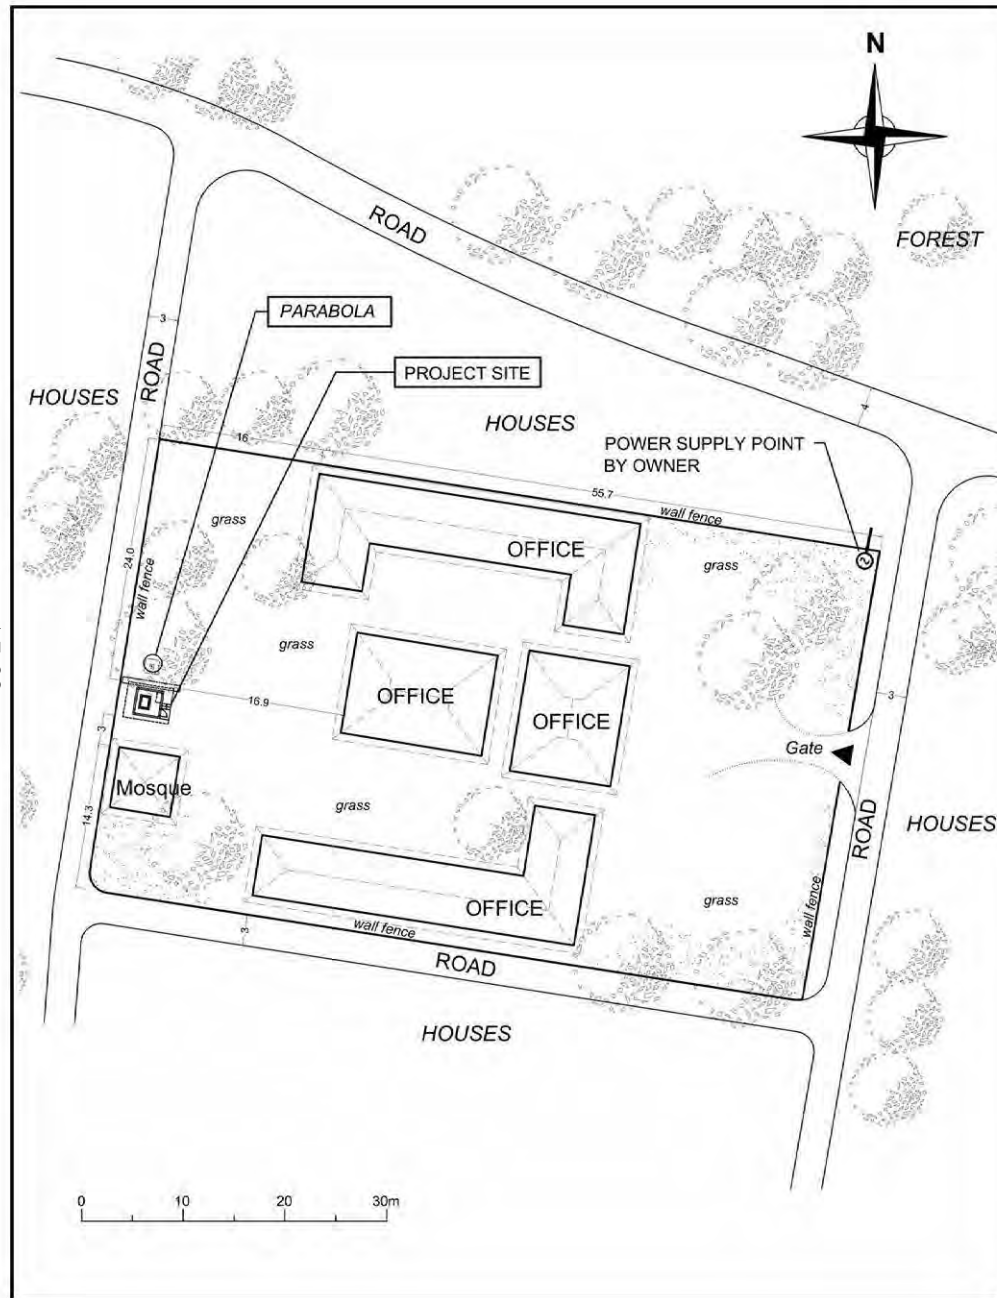 N
ROAD
FOREST
PARABOLA
3
PROJECT SITE
ROAD
HOUSES
HOUSES
4
16
POWER SUPPLY POINT
BY OWNER
55.7
wall fence
grass
OFFICE
grass
24.0
wall fence
grass
OFFICE
16.9
OFFICE
3
3
Gate
Mosque
grass
14.3
ROAD
HOUSES
grass
wall fence
OFFICE
wall fence
3
ROAD
HOUSES
0 10 20 30m